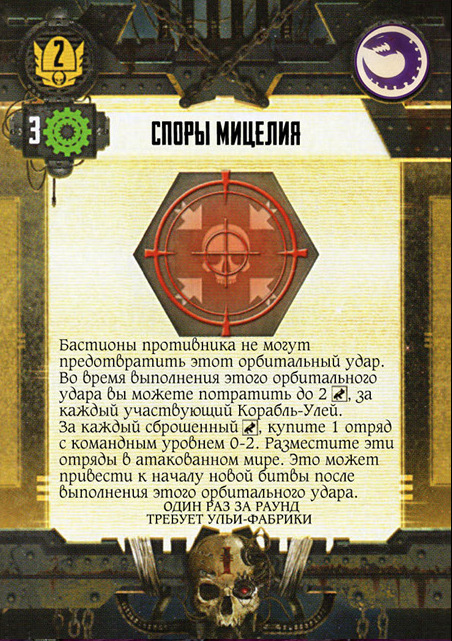 2
3
СПОРЫ МИЦЕЛИЯ
Бастионы противника не могут
предотвратить этот орбитальный удар.
Во время выполнения этого орбитального
удара вы можете потратить до 2 , за
каждый участвующий Корабль-Улей.
За каждый сброшенный , купите 1 отряд
с командным уровнем 0-2. Разместите эти
отряды в атакованном мире. Это может
привести к началу новой битвы после
выполнения этого орбитального удара.
ОДИН РАЗ ЗА РАУНД
ТРЕБУЕТ УЛЬИ-ФАБРИКИ
I